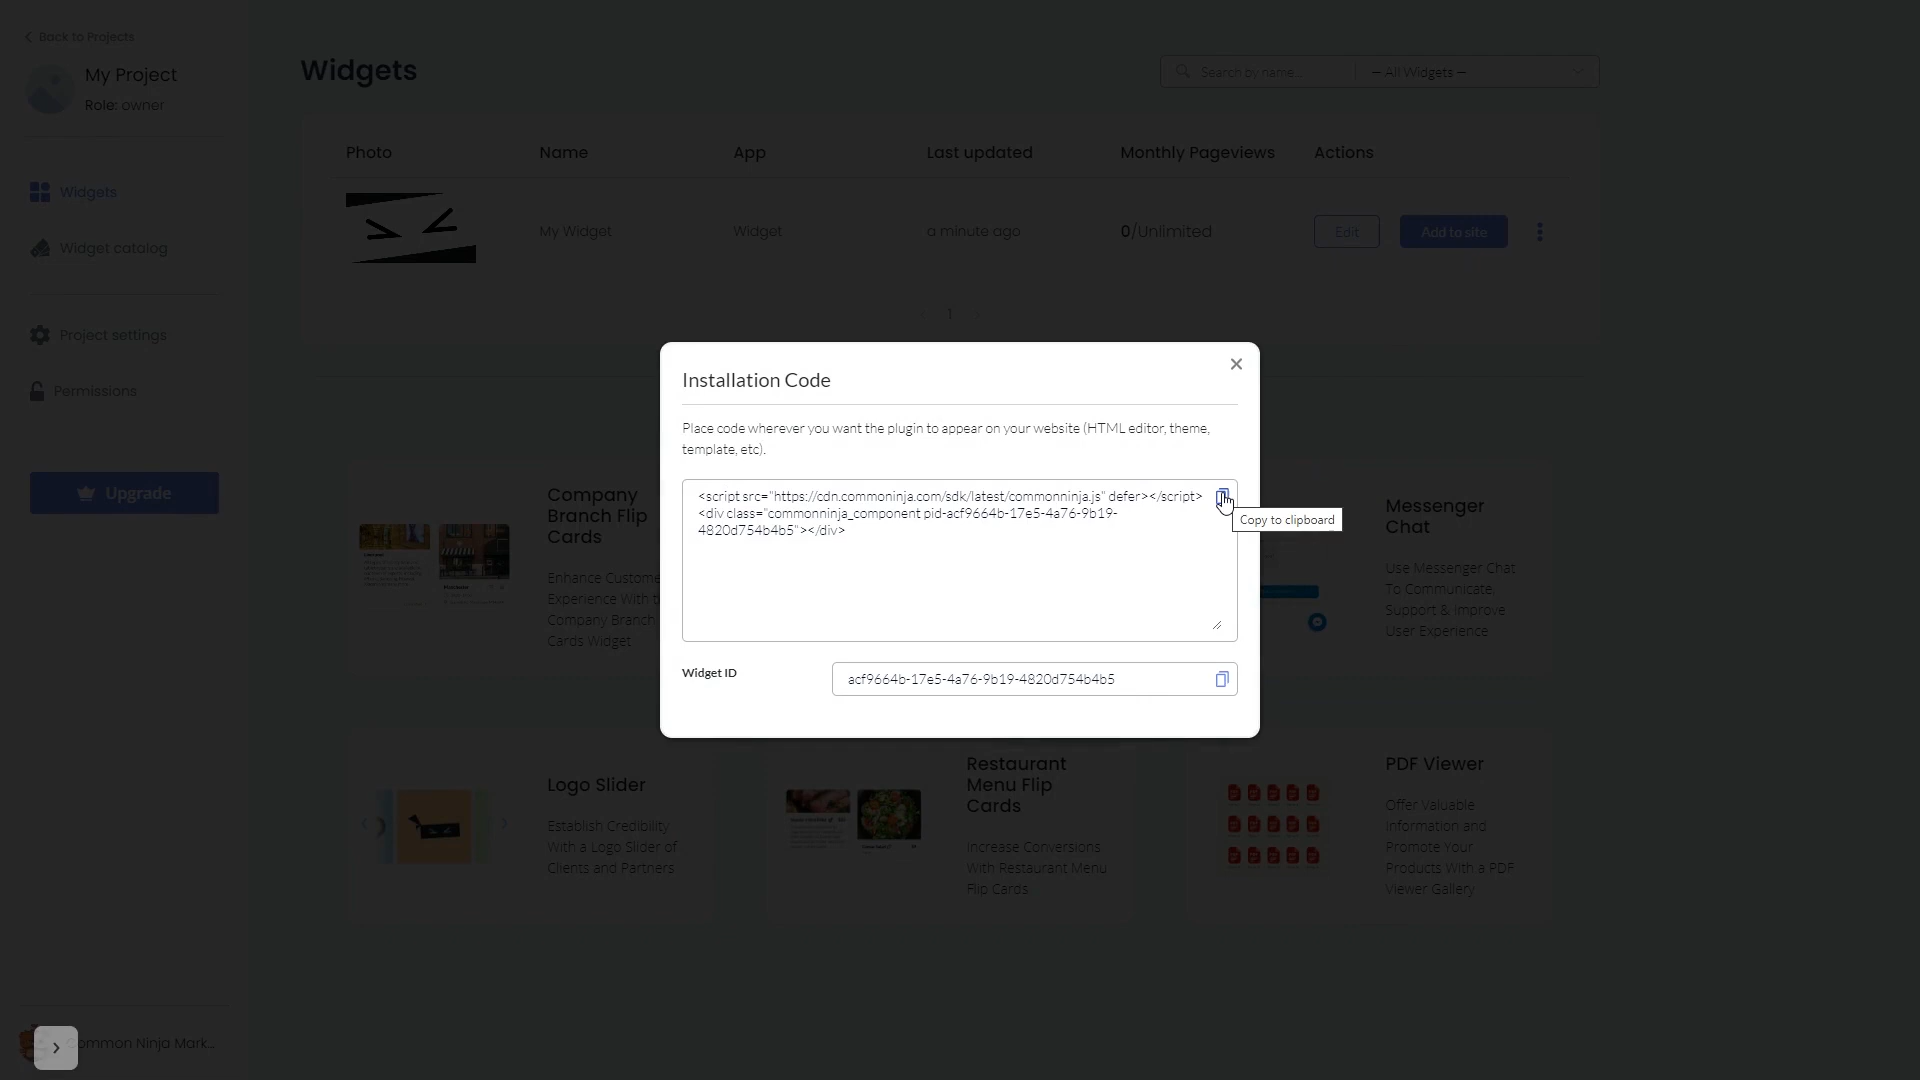 Back to Projects
My Project
Role: owner
Widgets
Widget catalog
Project settings
Permissions
Upgrade
Common Ninja Mark...
Widgets
Search by name...
— All Widgets —
Photo
Name
App
Last updated
Monthly Pageviews
Actions
My Widget
Widget
a minute ago
0/Unlimited
Edit
Add to site
1
Installation Code
Place code wherever you want the plugin to appear on your website (HTML editor, theme,
template, etc).
<script src="https://cdn.commoninja.com/sdk/latest/commonninja.js" defer></script>
<div class="commonninja_component pid-acf9664b-17e5-4a76-9b19-
4820d754b4b5"></div>
Copy to clipboard
Widget ID
acf9664b-17e5-4a76-9b19-4820d754b4b5
Company
Branch Flip
Cards
Enhance Custome
Experience With
Company Branch
Cards Widget
Messenger
Chat
Use Messenger Chat
To Communicate,
Support & Improve
User Experience
Logo Slider
Establish Credibility
With a Logo Slider of
Clients and Partners
Restaurant
Menu Flip
Cards
Increase Conversions
With Restaurant Menu
Flip Cards
PDF Viewer
Offer Valuable
Information and
Promote Your
Products With a PDF
Viewer Gallery